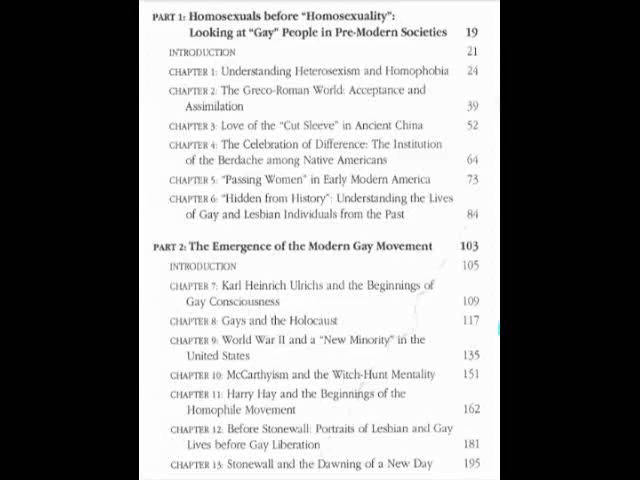 PART 1: Homosexuals before "Homosexuality":
Looking at "Gay" People in Pre-Modern Societies 19
INTRODUCTION 21
CHAPTER 1: Understanding Heterosexism and Homophobia 24
CHAPTER 2: The Greco-Roman World: Acceptance and
Assimilation 39
CHAPTER 3: Love of the "Cut Sleeve" in Ancient China 52
CHAPTER 4: The Celebration of Difference: The Institution
of the Berdache among Native Americans 64
CHAPTER 5: "Passing Women" in Early Modern America 73
CHAPTER 6: "Hidden from History": Understanding the Lives
of Gay and Lesbian Individuals from the Past 84
PART 2: The Emergence of the Modern Gay Movement 103
INTRODUCTION 105
CHAPTER 7: Karl Heinrich Ulrichs and the Beginnings of
Gay Consciousness 109
CHAPTER 8: Gays and the Holocaust 117
CHAPTER 9: World War II and a "New Minority" in the
United States 135
CHAPTER 10: McCarthyism and the Witch-Hunt Mentality 151
CHAPTER 11: Harry Hay and the Beginnings of the
Homophile Movement 162
CHAPTER 12: Before Stonewall: Portraits of Lesbian and Gay
Lives before Gay Liberation 181
CHAPTER 13: Stonewall and the Dawning of a New Day 195